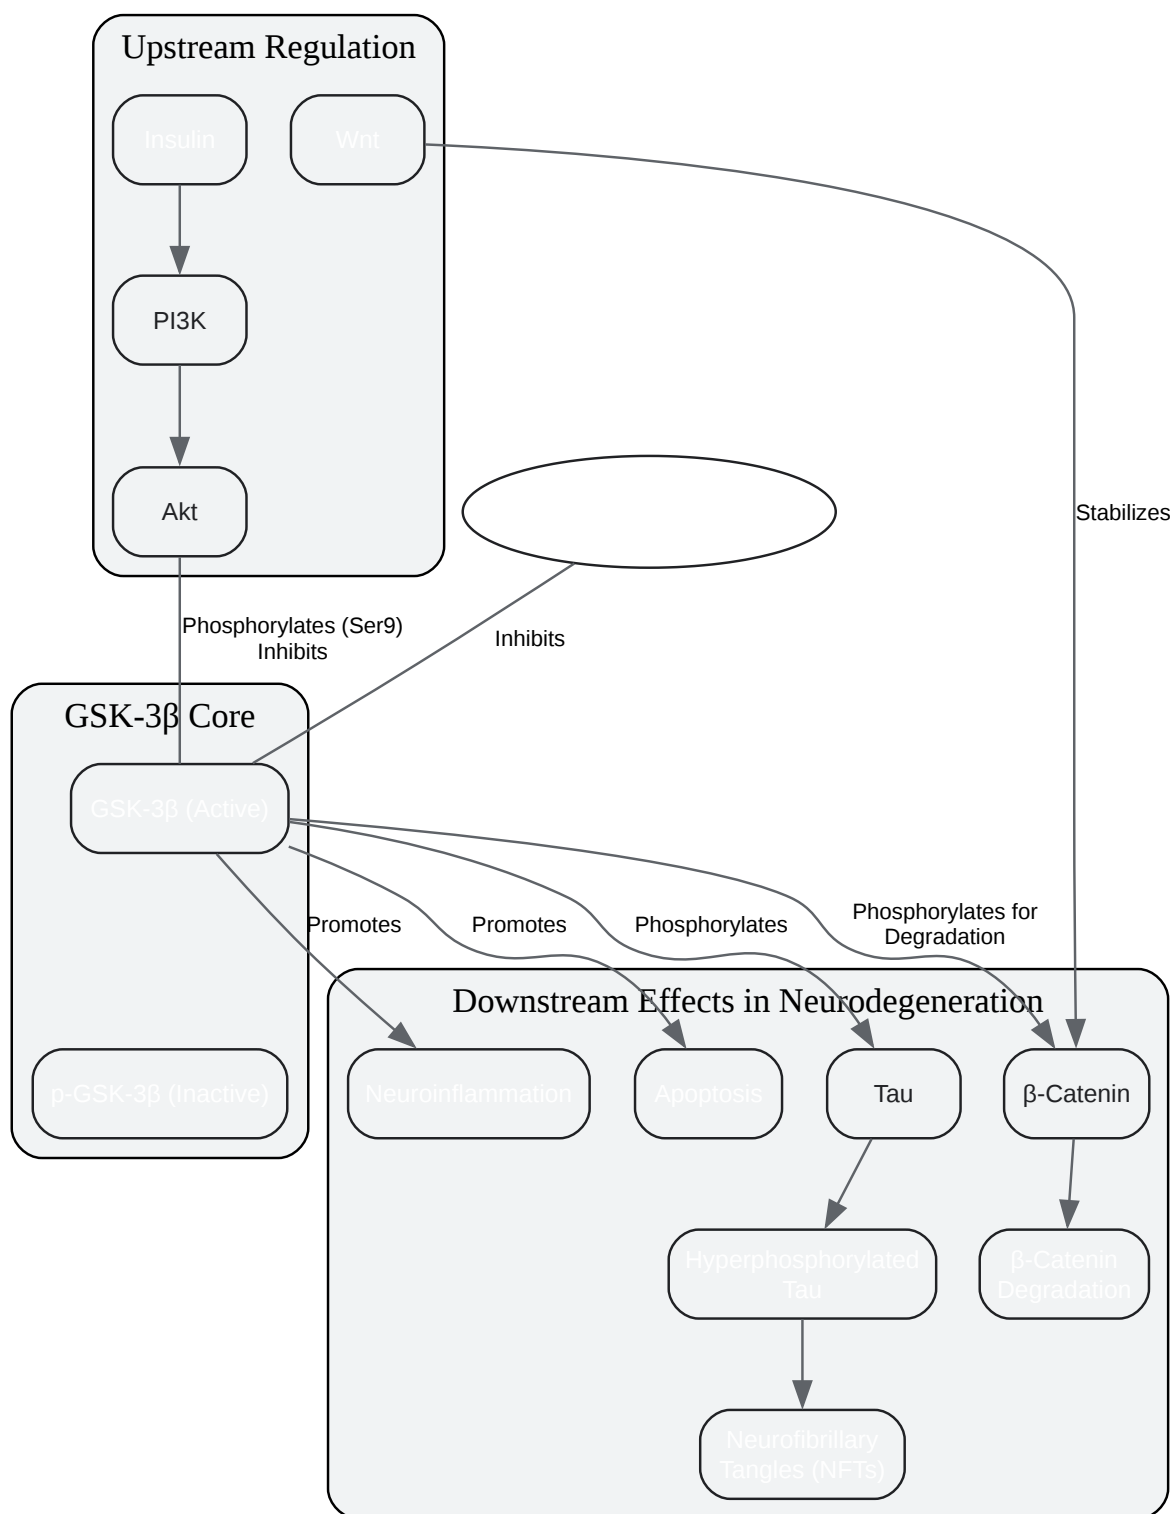 Upstream Regulation
Insulin
Wnt
PI3K
Akt
Stabilizes
Phosphorylates (Ser9)
Inhibits
Inhibits
GSK-3β Core
GSK-3β (Active)
Promotes
Promotes
Phosphorylates
Phosphorylates for
Degradation
Downstream Effects in Neurodegeneration
p-GSK-3β (Inactive)
Neuroinflammation
Apoptosis
Tau
β-Catenin
Hyperphosphorylated
Tau
β-Catenin
Degradation
Neurofibrillary
Tangles (NFTs)